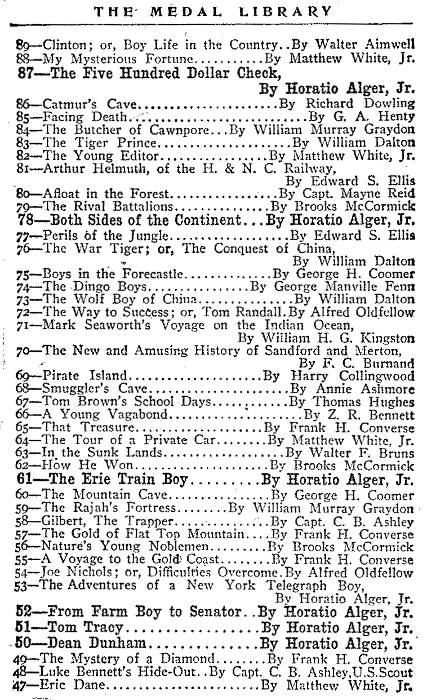 THE MEDAL LIBRARY
89—Clinton; or, Boy Life in the Country..By Walter Aimwell
88—My Mysterious Fortune...........By Matthew White, Jr.
87—The Five Hundred Dollar Check,
By Horatio Alger, Jr.
86—Catmur's Cave......................By Richard Dowling
85—Facing Death................................By G. A. Henty
84—The Butcher of Cawnpore...By William Murray Graydon
83—The Tiger Prince.......................By William Dalton
82—The Young Editor..................By Matthew White, Jr.
81—Arthur Helmuth, of the H. & N. C. Railway,
By Edward S. Ellis
80—Afloat in the Forest.................By Capt. Mayne Reid
79—The Rival Battalions...............By Brooks McCormick
78—Both Sides of the Continent...By Horatio Alger, Jr.
77—Perils of the Jungle.................By Edward S. Ellis
76—The War Tiger; or, The Conquest of China,
By William Dalton
75—Boys in the Forecastle.............By George H. Coomer
74—The Dingo Boys...............By George Manville Fenn
73—The Wolf Boy of China...............By William Dalton
72—The Way to Success; or, Tom Randall.By Alfred Oldfellow
71—Mark Seaworth's Voyage on the Indian Ocean,
By William H. G. Kingston
70—The New and Amusing History of Sandford and Merton,
By F. C. Burnand
69—Pirate Island.....................By Harry Collingwood
68—Smuggler's Cave......................By Annie Ashmore
67—Tom Brown's School Days............By Thomas Hughes
66—A Young Vagabond......................By Z. R. Bennett
65—That Treasure........................By Frank H. Converse
64—The Tour of a Private Car........By Matthew White, Jr.
63—In the Sunk Lands...................By Walter F. Bruns
62—How He Won........................By Brooks McCormick
61—The Erie Train Boy.........By Horatio Alger, Jr.
60—The Mountain Cave................By George H. Coomer
59—The Rajah's Fortress........By William Murray Graydon
58—Gilbert, The Trapper..............By Capt. C. B. Ashley
57—The Gold of Flat Top Mountain....By Frank H. Converse
56—Nature's Young Noblemen.........By Brooks McCormick
55—A Voyage to the Gold Coast........By Frank H. Converse
54—Joe Nichols; or, Difficulties Overcome.By Alfred Oldfellow
53—The Adventures of a New York Telegraph Boy,
By Horatio Alger, Jr.
52—From Farm Boy to Senator..By Horatio Alger, Jr.
51—Tom Tracy..................By Horatio Alger, Jr.
50—Dean Dunham...............By Horatio Alger, Jr.
49—The Mystery of a Diamond........By Frank H. Converse
48—Luke Bennett's Hide-Out..By Capt. C. B. Ashley,U.S.Scout
47—Eric Dane..........................By Matthew White, Jr.